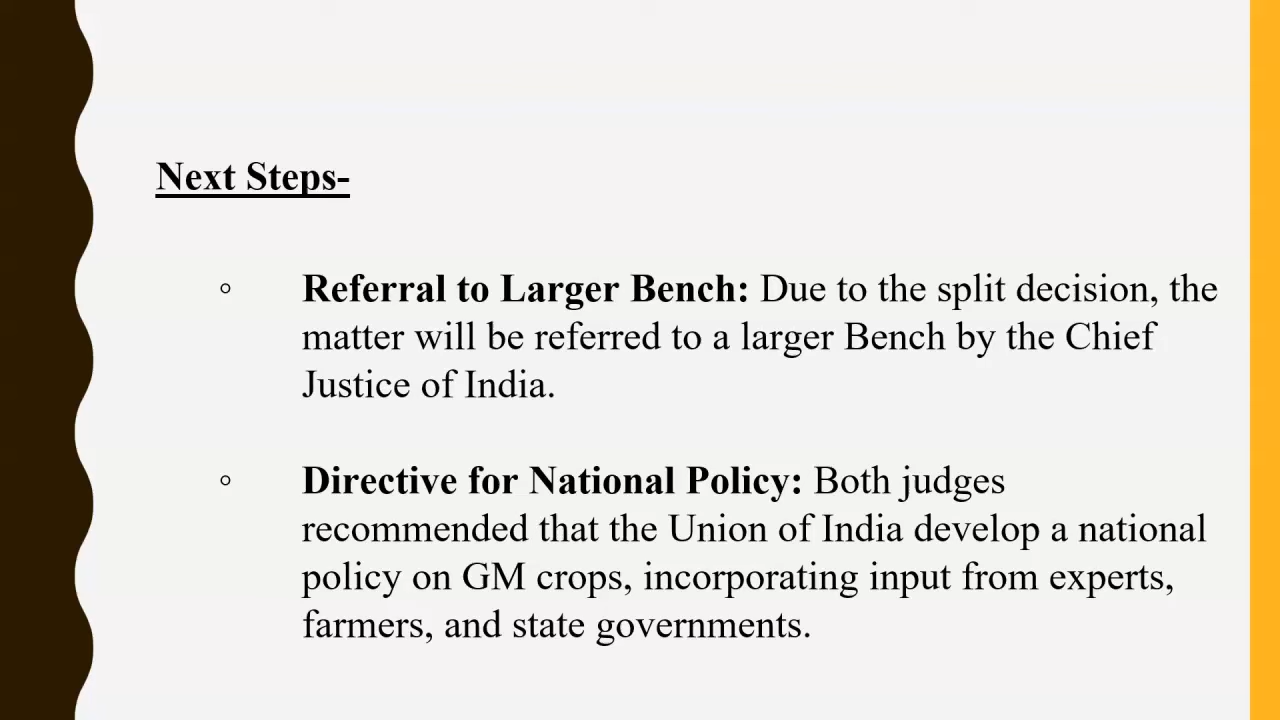 Next Steps-
◦ Referral to Larger Bench: Due to the split decision, the
matter will be referred to a larger Bench by the Chief
Justice of India.
◦ Directive for National Policy: Both judges
recommended that the Union of India develop a national
policy on GM crops, incorporating input from experts,
farmers, and state governments.